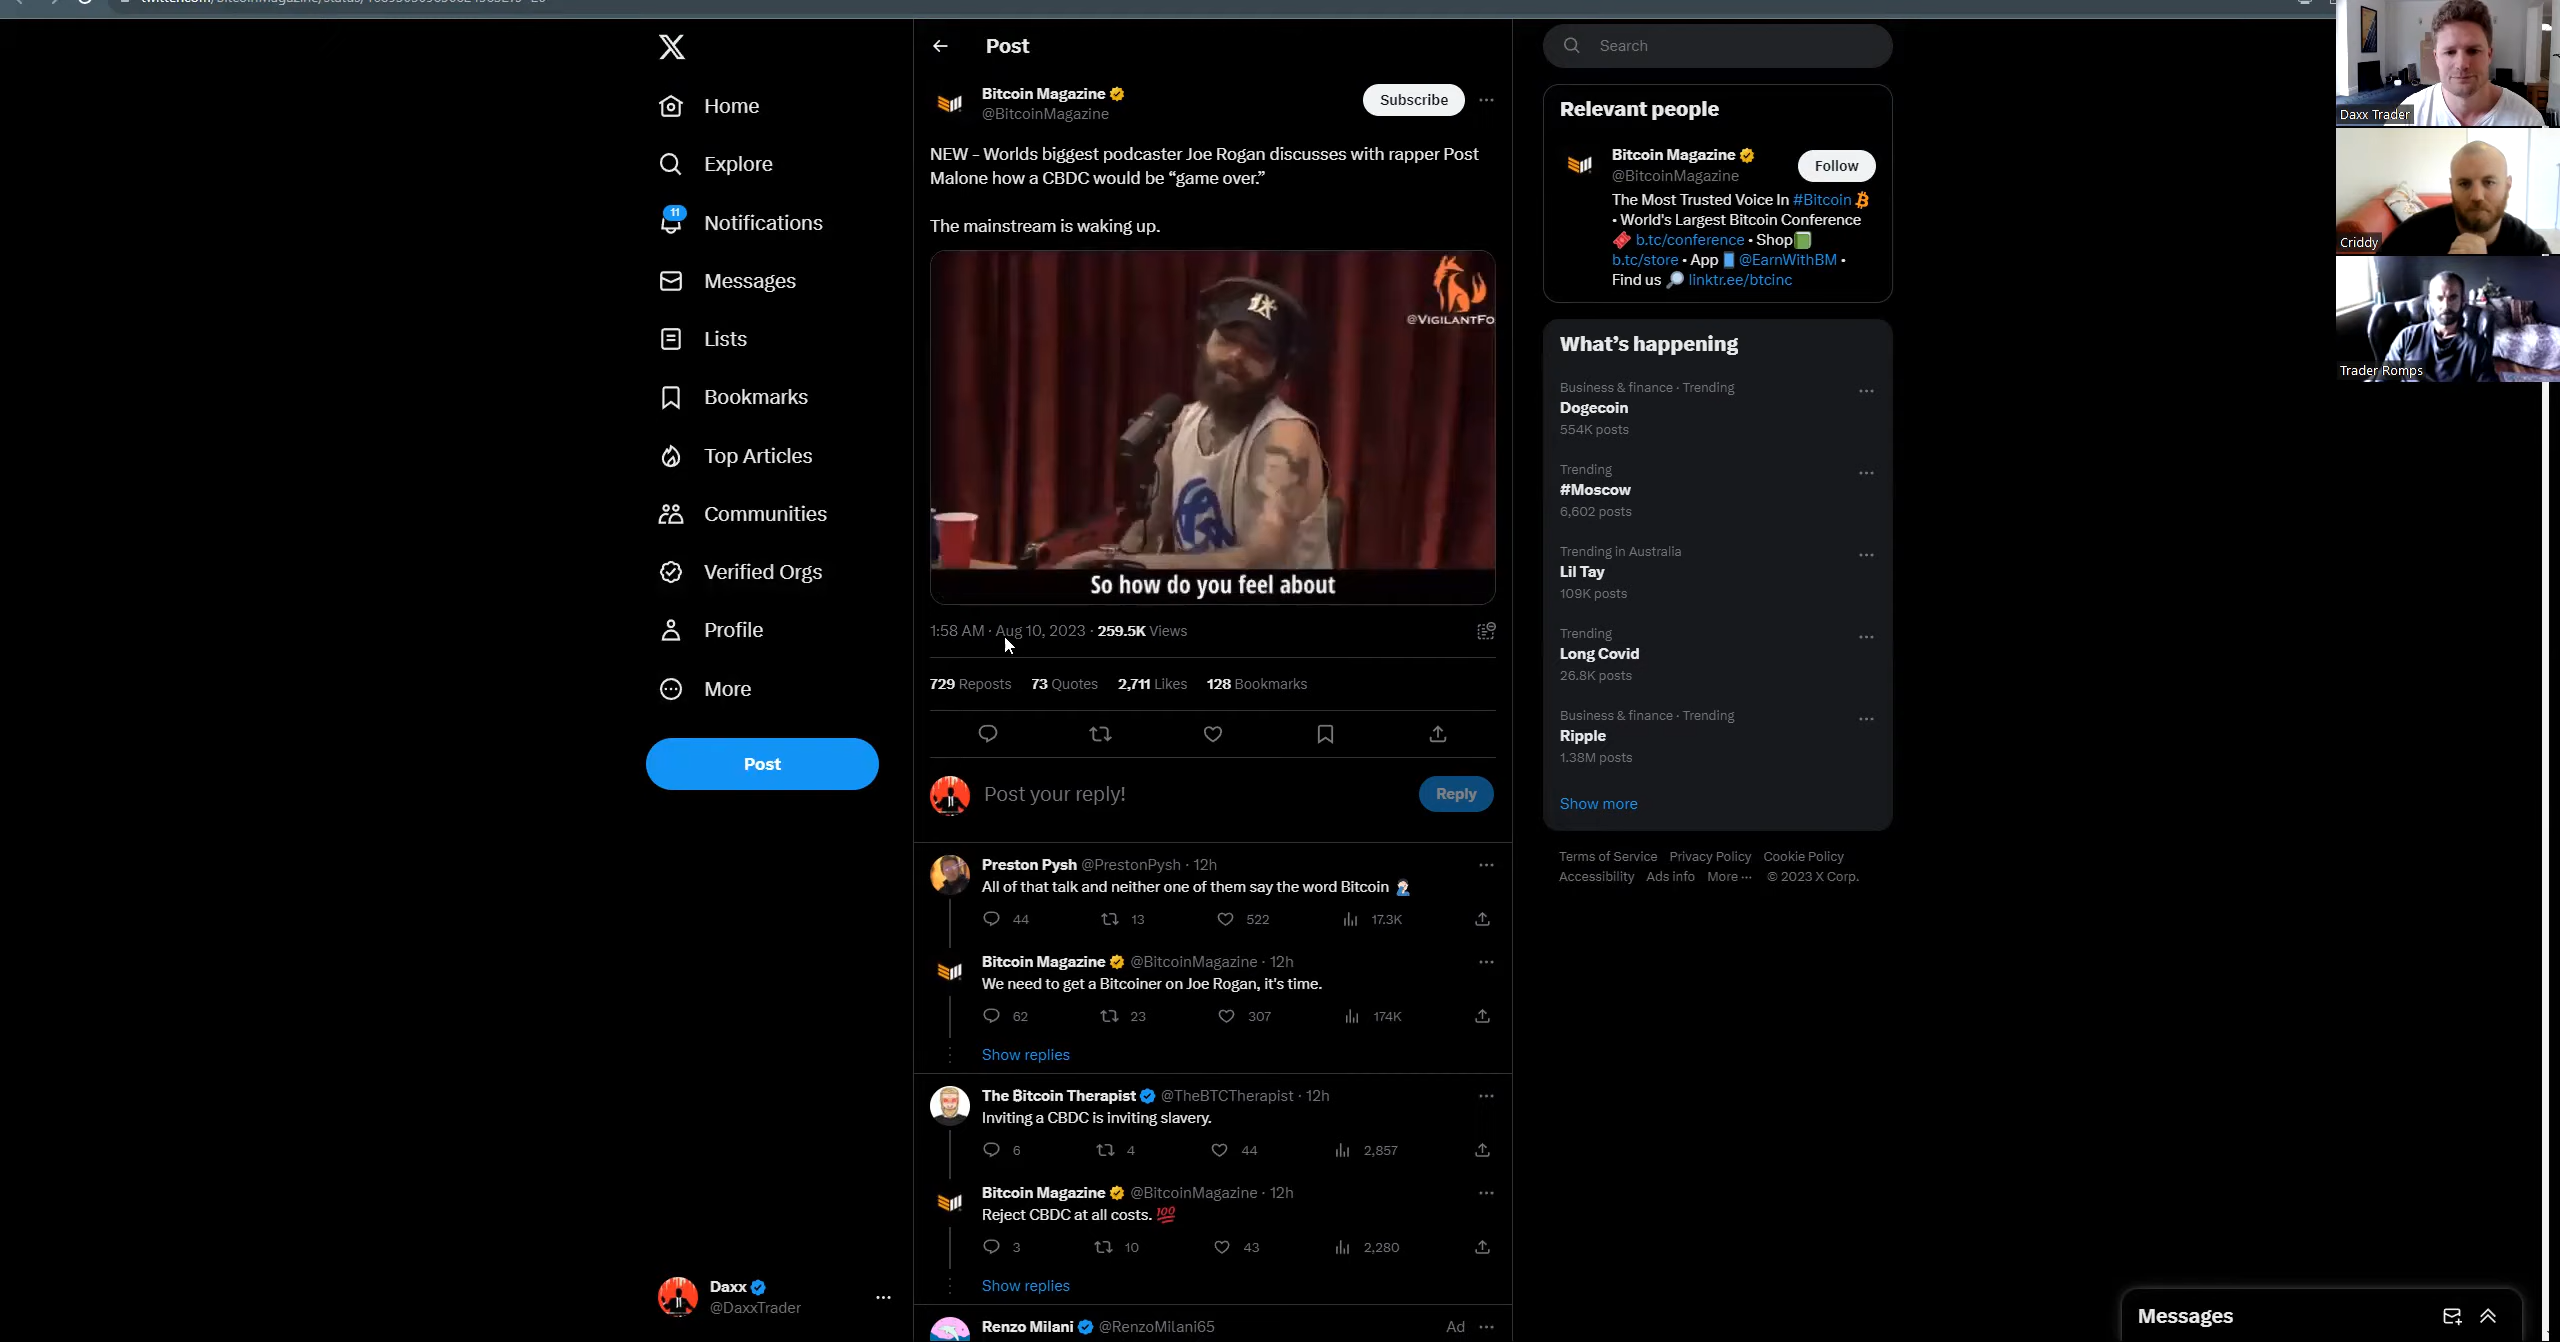 Post
Search
Home
Explore
11
Notifications
Messages
Lists
Bookmarks
Top Articles
Communities
Verified Orgs
Profile
More
Post
Daxx
@DaxxTrader
Bitcoin Magazine
@BitcoinMagazine
Subscribe
NEW - Worlds biggest podcaster Joe Rogan discusses with rapper Post
Malone how a CBDC would be “game over.”
The mainstream is waking up.
@VIGILANTFO
So how do you feel about
1:58 AM · Aug 10, 2023 · 259.5K Views
729 Reposts 73 Quotes 2,711 Likes 128 Bookmarks
Post your reply!
Reply
Preston Pysh @PrestonPysh · 12h
All of that talk and neither one of them say the word Bitcoin 🤦🏻‍♂️
44 13 522 17.3K
Bitcoin Magazine @BitcoinMagazine · 12h
We need to get a Bitcoiner on Joe Rogan, it's time.
62 23 307 174K
Show replies
The ₿itcoin Therapist @TheBTCTherapist · 12h
Inviting a CBDC is inviting slavery.
6 4 44 2,857
Bitcoin Magazine @BitcoinMagazine · 12h
Reject CBDC at all costs. 💯
3 10 43 2,280
Show replies
Renzo Milani @RenzoMilani65 Ad
Relevant people
Bitcoin Magazine
@BitcoinMagazine
Follow
The Most Trusted Voice In #Bitcoin
• World's Largest Bitcoin Conference
🎟️ b.tc/conference • Shop📗
b.tc/store • App 📱 @EarnWithBM •
Find us 🔎 linktr.ee/btcinc
What’s happening
Business & finance · Trending
Dogecoin
554K posts
Trending
#Moscow
6,602 posts
Trending in Australia
Lil Tay
109K posts
Trending
Long Covid
26.8K posts
Business & finance · Trending
Ripple
1.38M posts
Show more
Terms of Service Privacy Policy Cookie Policy
Accessibility Ads info More ··· © 2023 X Corp.
Daxx Trader
Criddy
Trader Romps
Messages